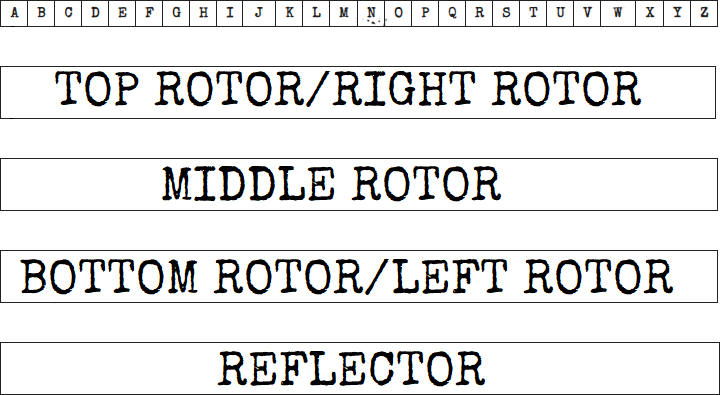 A B C D E F G H I J K L M N O P Q R S T U V W X Y Z
TOP ROTOR/RIGHT ROTOR
MIDDLE ROTOR
BOTTOM ROTOR/LEFT ROTOR
REFLECTOR